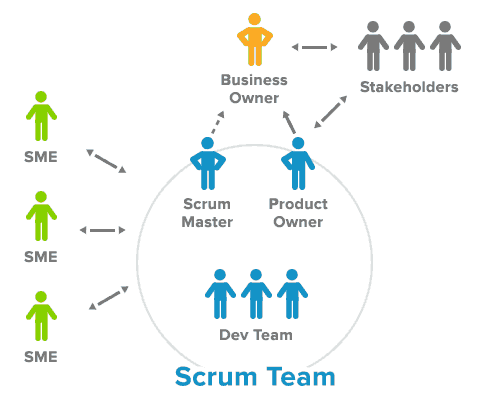 Business
Owner
Stakeholders
SME
Scrum
Master
Product
Owner
SME
Dev Team
SME
Scrum Team